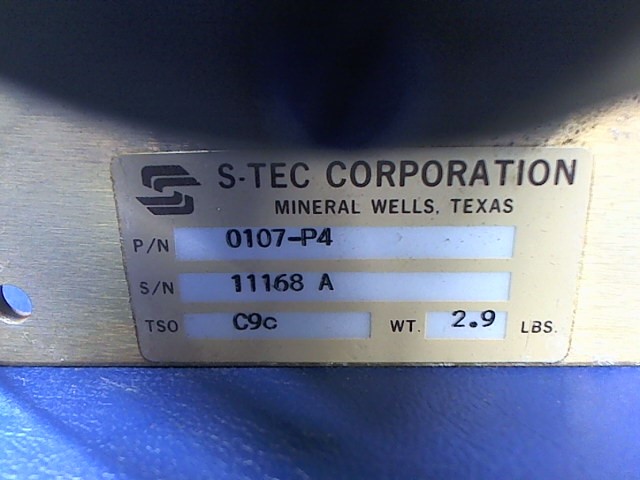 S-TEC CORPORATION
MINERAL WELLS, TEXAS
P/N 0107-P4
S/N 11168 A
TSO C9c WT. 2.9 LBS.